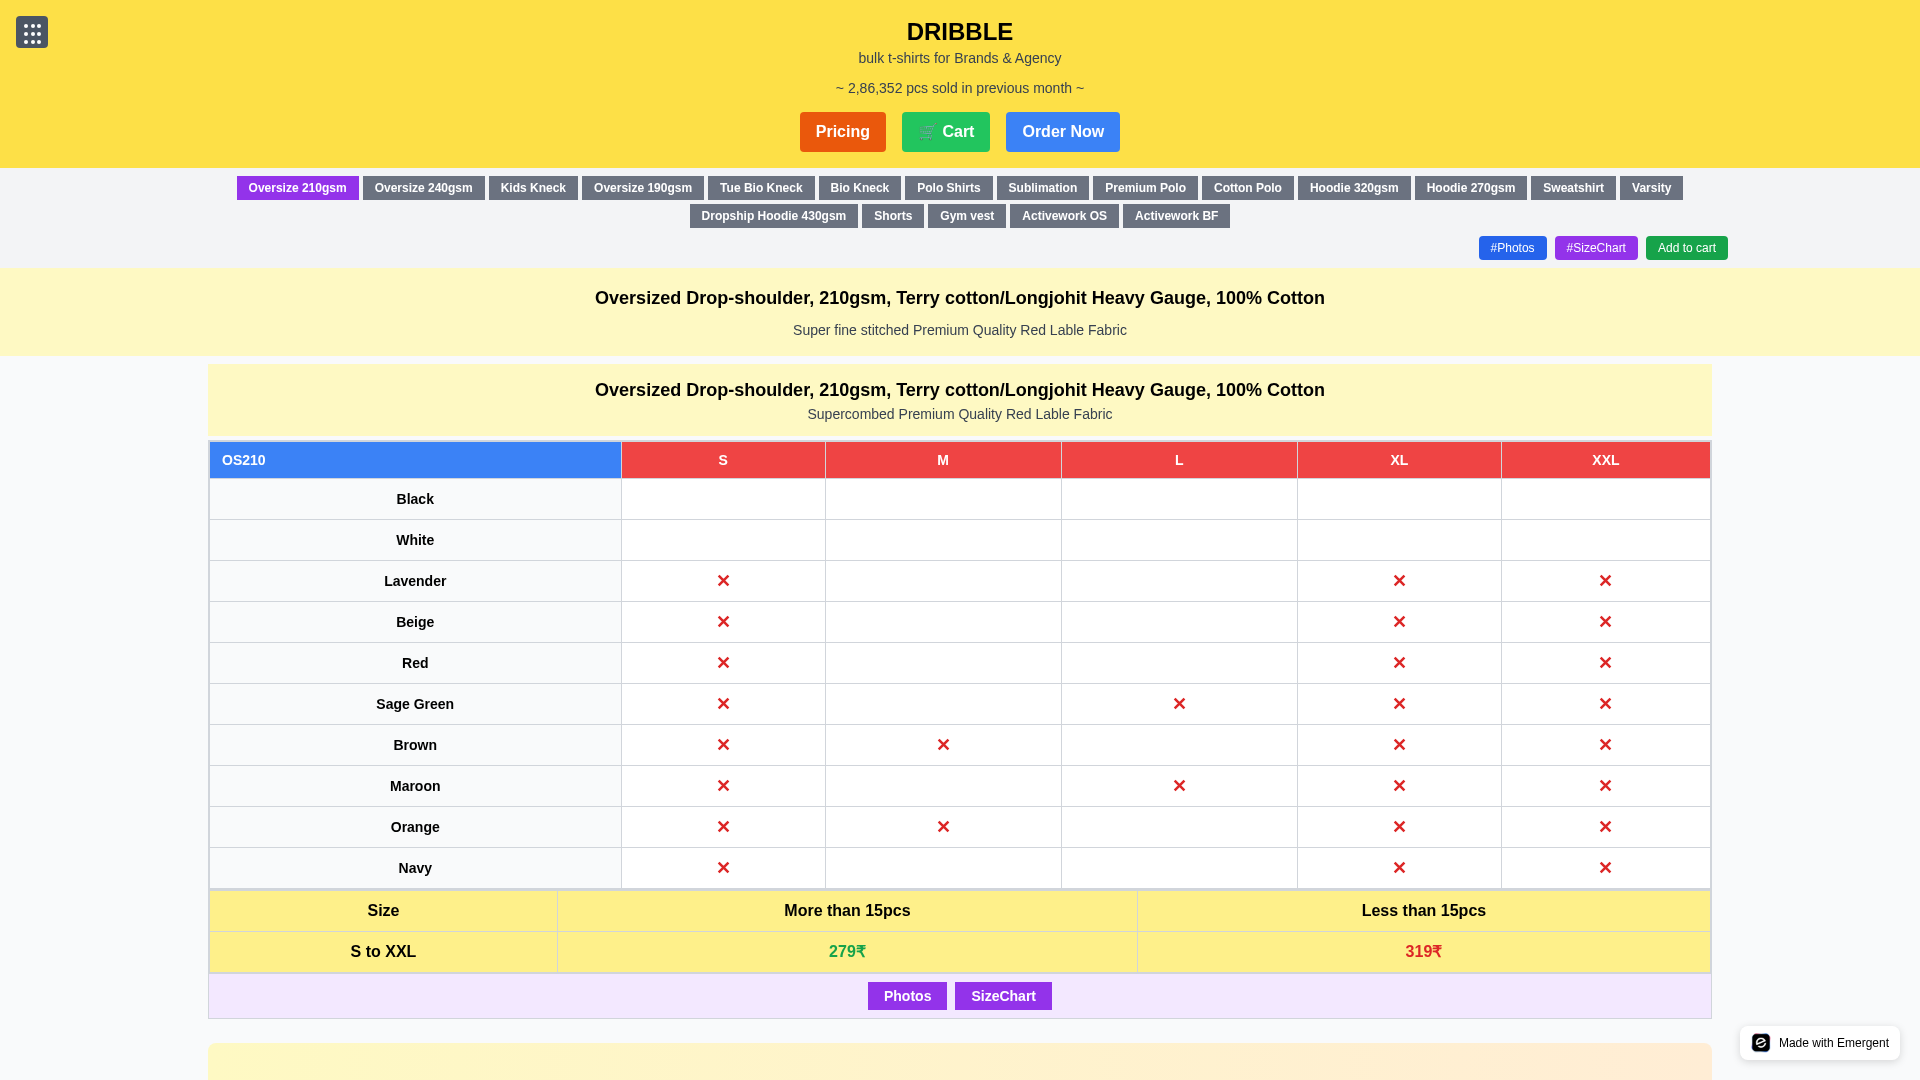 DRIBBLE
bulk t-shirts for Brands & Agency
~ 2,86,352 pcs sold in previous month ~
Pricing 🛒 Cart Order Now
Oversize 210gsm Oversize 240gsm Kids Kneck Oversize 190gsm Tue Bio Kneck Bio Kneck Polo Shirts Sublimation Premium Polo Cotton Polo Hoodie 320gsm Hoodie 270gsm Sweatshirt Varsity
Dropship Hoodie 430gsm Shorts Gym vest Activework OS Activework BF
#Photos #SizeChart Add to cart
Oversized Drop-shoulder, 210gsm, Terry cotton/Longjohit Heavy Gauge, 100% Cotton
Super fine stitched Premium Quality Red Lable Fabric
Oversized Drop-shoulder, 210gsm, Terry cotton/Longjohit Heavy Gauge, 100% Cotton
Supercombed Premium Quality Red Lable Fabric
OS210 S M L XL XXL
Black
White
Lavender ✕ ✕ ✕
Beige ✕ ✕ ✕
Red ✕ ✕ ✕
Sage Green ✕ ✕ ✕ ✕
Brown ✕ ✕ ✕ ✕
Maroon ✕ ✕ ✕ ✕
Orange ✕ ✕ ✕ ✕
Navy ✕ ✕ ✕
Size More than 15pcs Less than 15pcs
S to XXL 279₹ 319₹
Photos SizeChart
Made with Emergent